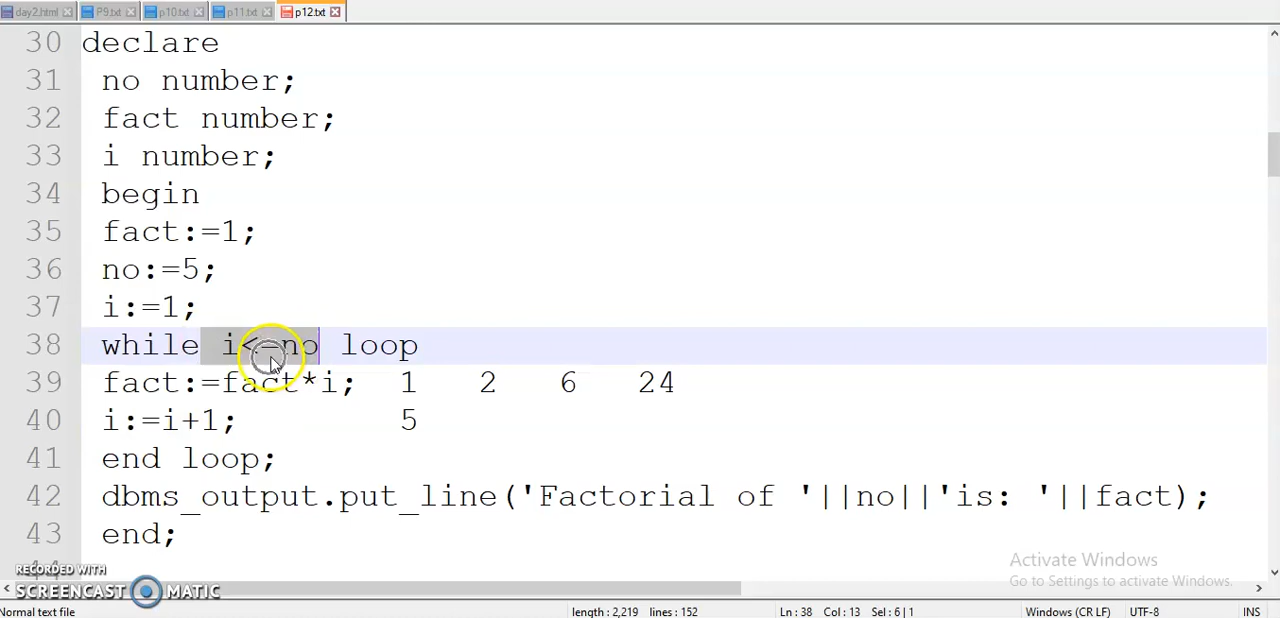 day2.html P9.txt p10.txt p11.txt p12.txt
30 declare
31 no number;
32 fact number;
33 i number;
34 begin
35 fact:=1;
36 no:=5;
37 i:=1;
38 while i<=no loop
39 fact:=fact*i; 1 2 6 24
40 i:=i+1; 5
41 end loop;
42 dbms_output.put_line('Factorial of '||no||'is: '||fact);
43 end;
Activate Windows
Go to Settings to activate Windows.
RECORDED WITH
SCREENCAST MATIC
Normal text file length : 2,219 lines : 152 Ln : 38 Col : 13 Sel : 6 | 1 Windows (CR LF) UTF-8 INS